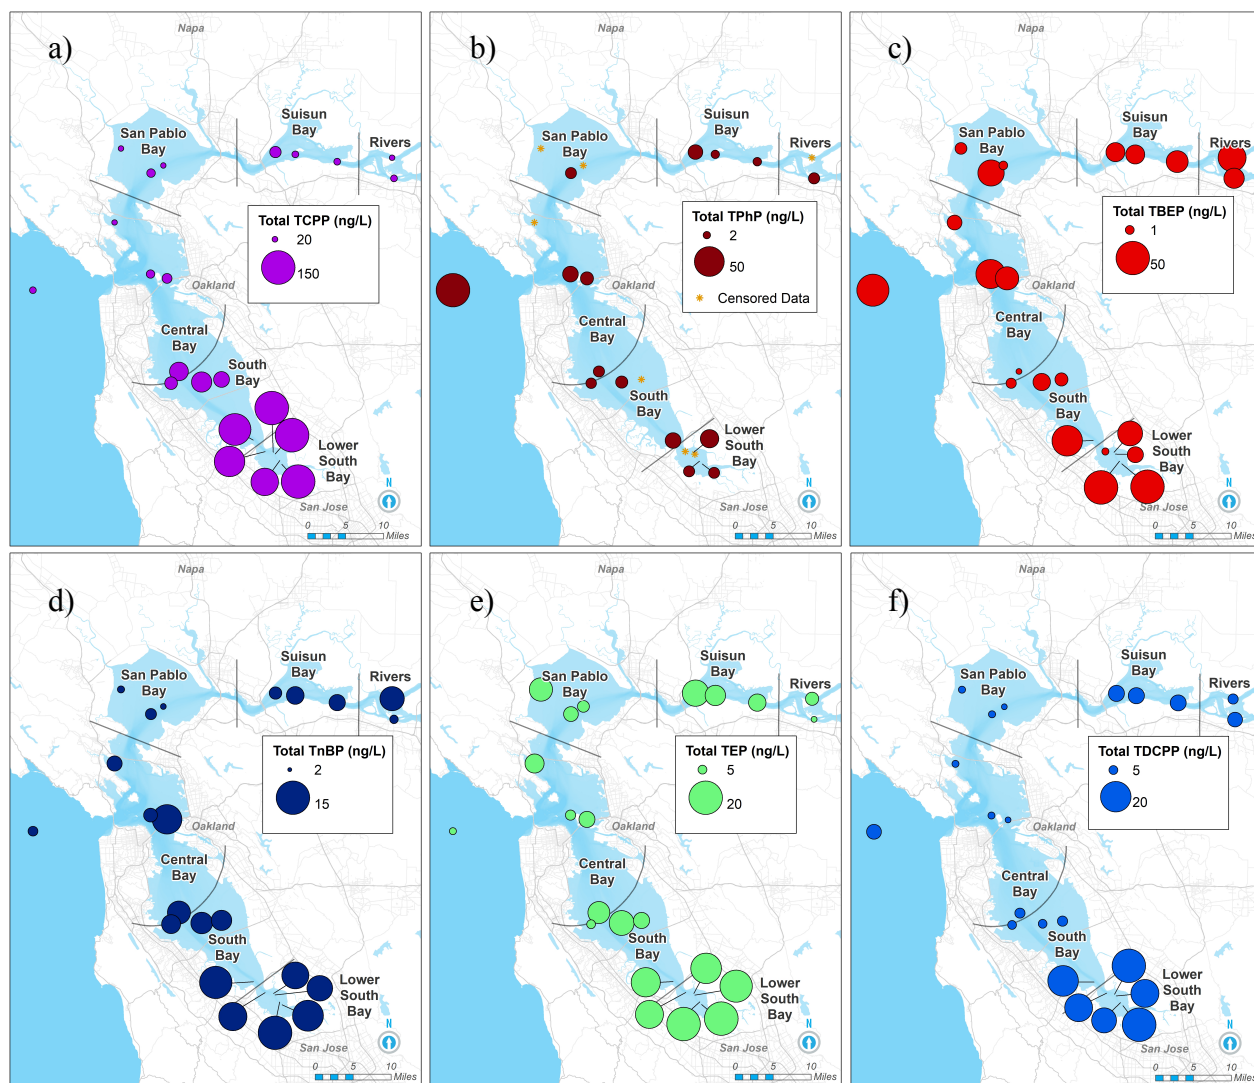 a)
Napa
Suisun
Bay
San Pablo
Bay
Rivers
Total TCPP (ng/L)
20
150
Oakland
Central
Bay
South
Bay
Lower
South
Bay
N
San Jose
0 5 10
Miles
b)
Napa
Suisun
Bay
San Pablo
Bay
Rivers
Total TPhP (ng/L)
2
50
Censored Data
Oakland
Central
Bay
South
Bay
Lower
South
Bay
N
San Jose
0 5 10
Miles
c)
Napa
Suisun
Bay
San Pablo
Bay
Rivers
Total TBEP (ng/L)
1
50
Oakland
Central
Bay
South
Bay
Lower
South
Bay
N
San Jose
0 5 10
Miles
d)
Napa
Suisun
Bay
San Pablo
Bay
Rivers
Total TnBP (ng/L)
2
15
Oakland
Central
Bay
South
Bay
Lower
South
Bay
N
San Jose
0 5 10
Miles
e)
Napa
Suisun
Bay
San Pablo
Bay
Rivers
Total TEP (ng/L)
5
20
Oakland
Central
Bay
South
Bay
Lower
South
Bay
N
San Jose
0 5 10
Miles
f)
Napa
Suisun
Bay
San Pablo
Bay
Rivers
Total TDCPP (ng/L)
5
20
Oakland
Central
Bay
South
Bay
Lower
South
Bay
N
San Jose
0 5 10
Miles